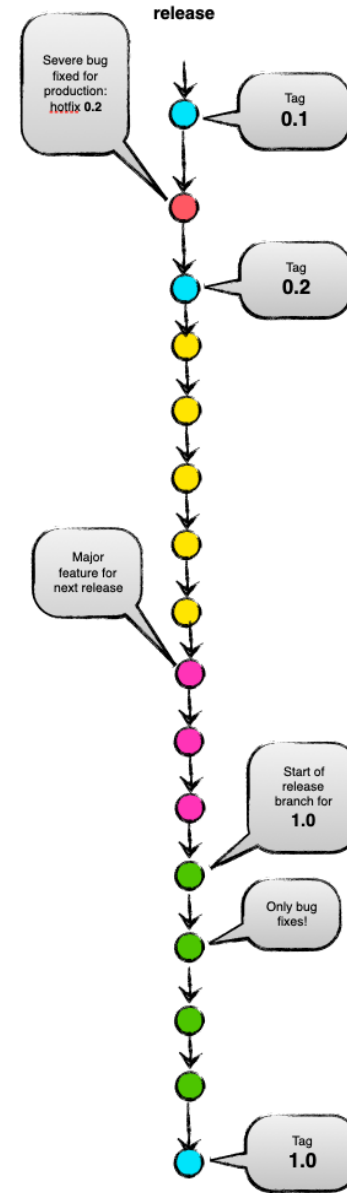 release
Severe bug
fixed for
production:
hotfix 0.2
Tag
0.1
Tag
0.2
Major
feature for
next release
Start of
release
branch for
1.0
Only bug
fixes!
Tag
1.0